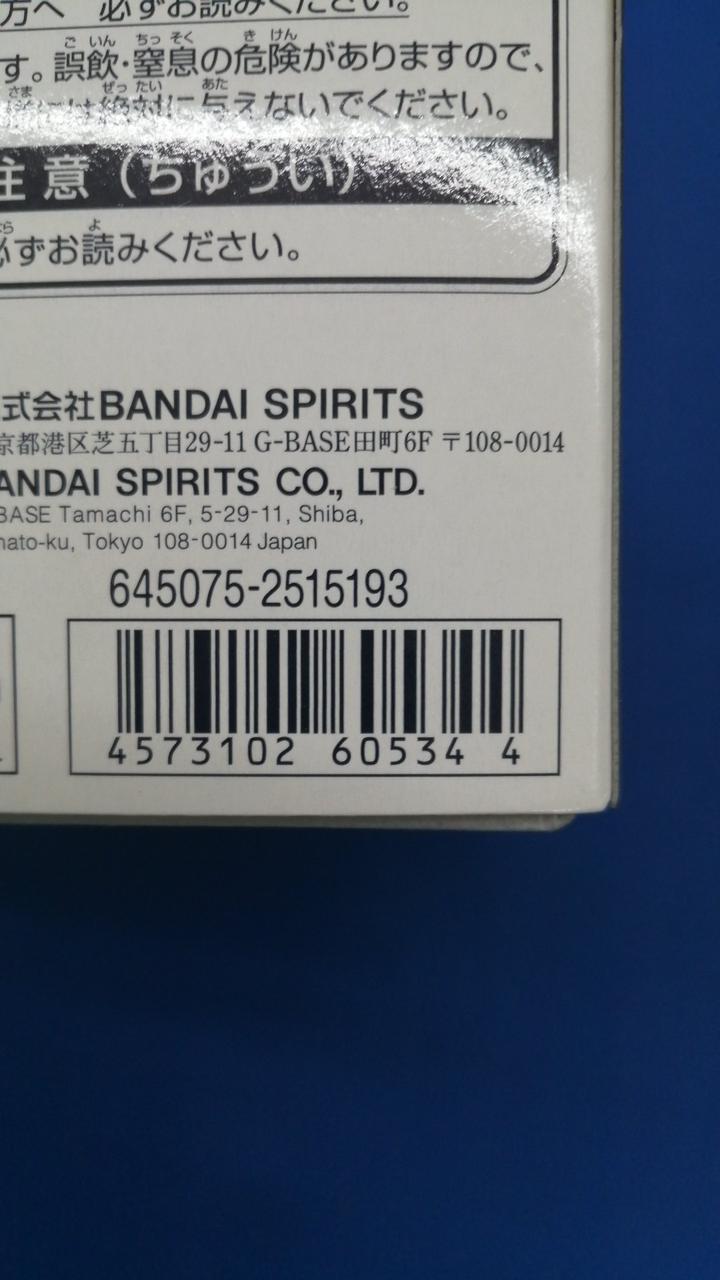 方へ 必ずお読みください。
す。誤飲・窒息の危険がありますので、
には絶対に与えないでください。
注意（ちゅうい）
必ずお読みください。
式会社BANDAI SPIRITS
京都港区芝五丁目29-11 G-BASE田町6F 〒108-0014
ANDAI SPIRITS CO., LTD.
BASE Tamachi 6F, 5-29-11, Shiba,
nato-ku, Tokyo 108-0014 Japan
645075-2515193
4573102 60534 4